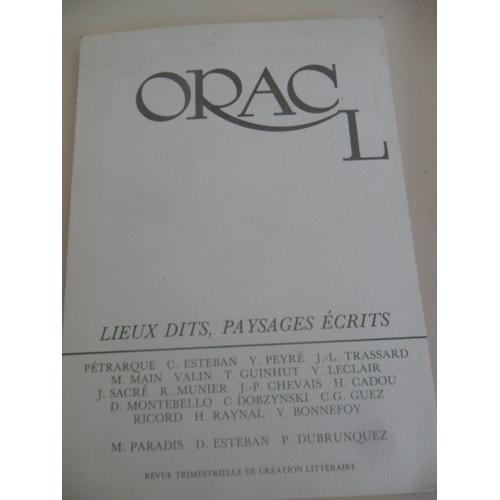 ORAC
L
LIEUX DITS, PAYSAGES ÉCRITS
PÉTRARQUE C. ESTEBAN Y. PEYRÉ J.-L. TRASSARD
M. MAIN VALIN T. GUINHUT Y. LECLAIR
J. SACRÉ R. MUNIER J.-P. CHEVAIS H. CADOU
D. MONTEBELLO C DOBZYNSKI C.G. GUEZ
RICORD H. RAYNAL Y. BONNEFOY
M. PARADIS D. ESTEBAN P. DUBRUNQUEZ
REVUE TRIMESTRIELLE DE CRÉATION LITTÉRAIRE